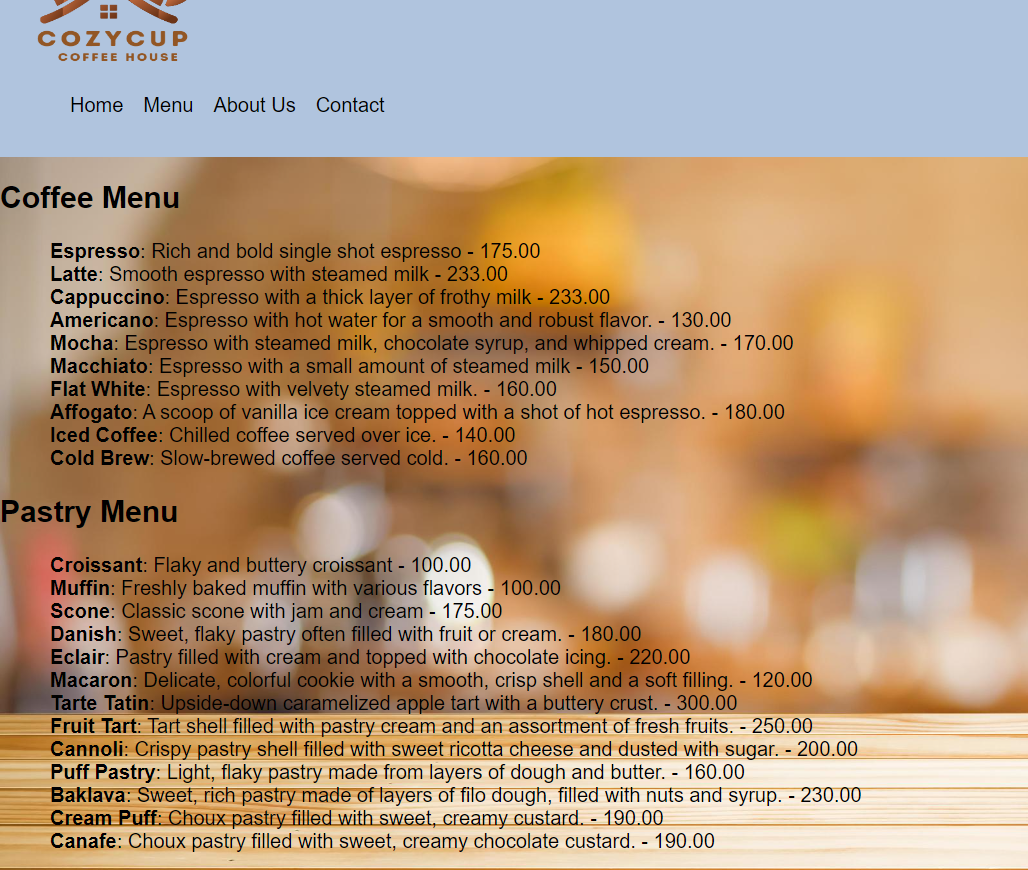 COZYCUP
COFFEE HOUSE
Home Menu About Us Contact
Coffee Menu
Espresso: Rich and bold single shot espresso - 175.00
Latte: Smooth espresso with steamed milk - 233.00
Cappuccino: Espresso with a thick layer of frothy milk - 233.00
Americano: Espresso with hot water for a smooth and robust flavor. - 130.00
Mocha: Espresso with steamed milk, chocolate syrup, and whipped cream. - 170.00
Macchiato: Espresso with a small amount of steamed milk - 150.00
Flat White: Espresso with velvety steamed milk. - 160.00
Affogato: A scoop of vanilla ice cream topped with a shot of hot espresso. - 180.00
Iced Coffee: Chilled coffee served over ice. - 140.00
Cold Brew: Slow-brewed coffee served cold. - 160.00
Pastry Menu
Croissant: Flaky and buttery croissant - 100.00
Muffin: Freshly baked muffin with various flavors - 100.00
Scone: Classic scone with jam and cream - 175.00
Danish: Sweet, flaky pastry often filled with fruit or cream. - 180.00
Eclair: Pastry filled with cream and topped with chocolate icing. - 220.00
Macaron: Delicate, colorful cookie with a smooth, crisp shell and a soft filling. - 120.00
Tarte Tatin: Upside-down caramelized apple tart with a buttery crust. - 300.00
Fruit Tart: Tart shell filled with pastry cream and an assortment of fresh fruits. - 250.00
Cannoli: Crispy pastry shell filled with sweet ricotta cheese and dusted with sugar. - 200.00
Puff Pastry: Light, flaky pastry made from layers of dough and butter. - 160.00
Baklava: Sweet, rich pastry made of layers of filo dough, filled with nuts and syrup. - 230.00
Cream Puff: Choux pastry filled with sweet, creamy custard. - 190.00
Canafe: Choux pastry filled with sweet, creamy chocolate custard. - 190.00